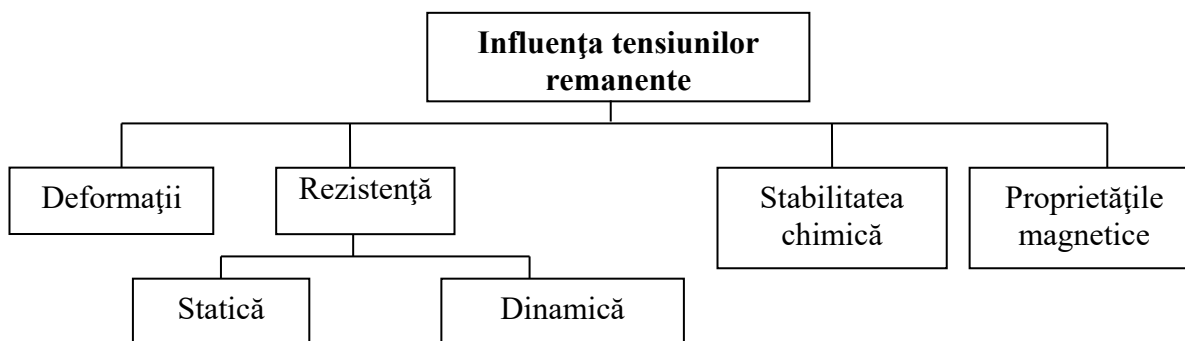 Influenţa tensiunilor
remanente
Deformaţii
Rezistenţă
Stabilitatea
chimică
Proprietăţile
magnetice
Statică
Dinamică